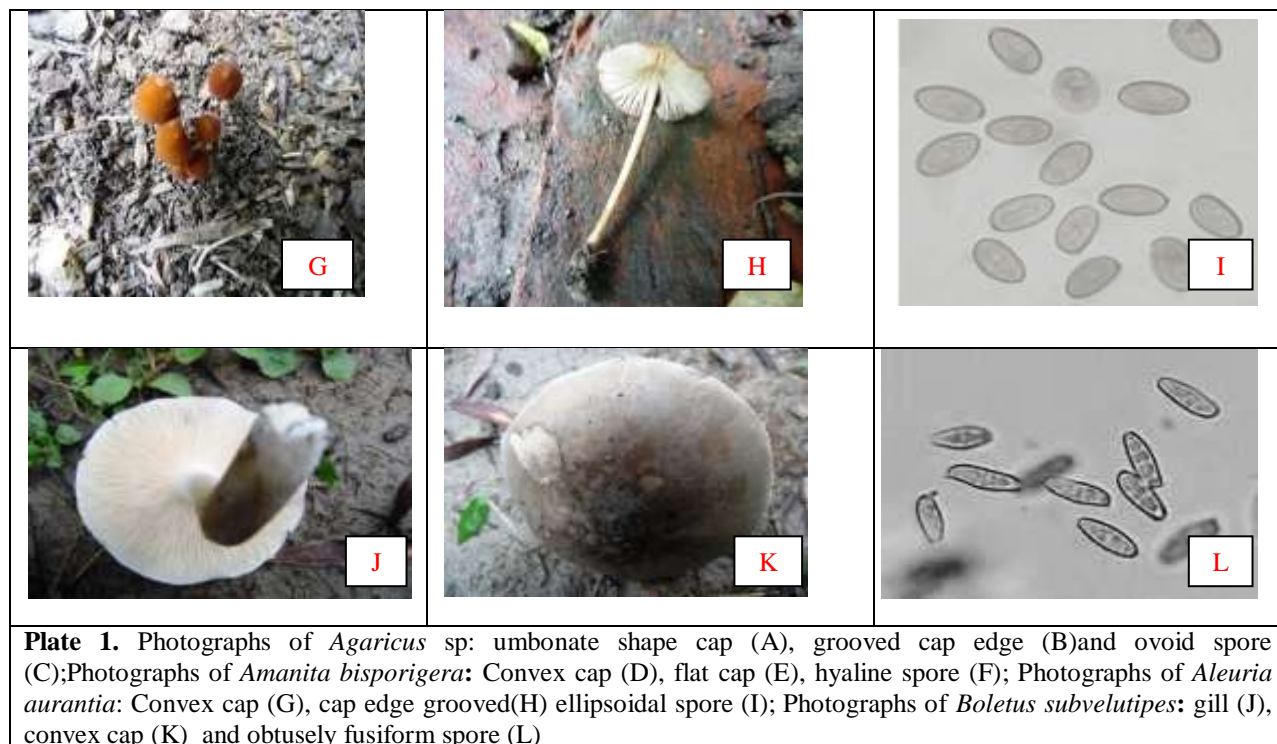 G
H
I
J
K
L
Plate 1. Photographs of Agaricus sp: umbonate shape cap (A), grooved cap edge (B)and ovoid spore
(C);Photographs of Amanita bisporigera: Convex cap (D), flat cap (E), hyaline spore (F); Photographs of Aleuria
aurantia: Convex cap (G), cap edge grooved(H) ellipsoidal spore (I); Photographs of Boletus subvelutipes: gill (J),
convex cap (K) and obtusely fusiform spore (L)